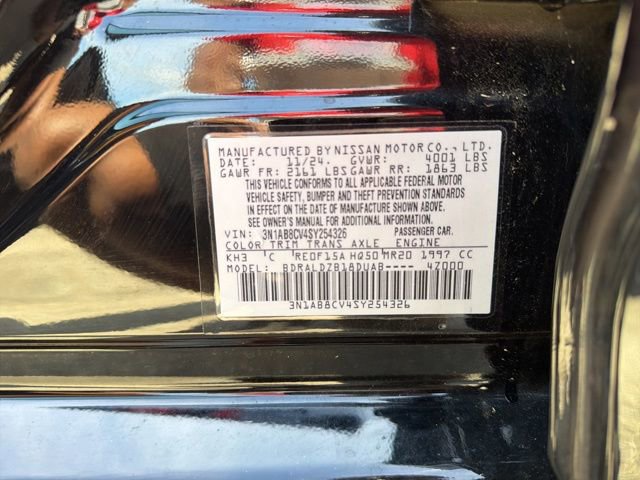 MANUFACTURED BY NISSAN MOTOR CO., LTD.
DATE: 11/24. GVWR: 4001 LBS
GAWR FR: 2161 LBS GAWR RR: 1863 LBS
THIS VEHICLE CONFORMS TO ALL APPLICABLE FEDERAL MOTOR
VEHICLE SAFETY, BUMPER AND THEFT PREVENTION STANDARDS
IN EFFECT ON THE DATE OF MANUFACTURE SHOWN ABOVE.
SEE OWNER'S MANUAL FOR ADDITIONAL INFORMATION.
VIN: 3N1AB8CV4SY254326 PASSENGER CAR.
COLOR TRIM TRANS AXLE ENGINE
KH3 'C 'RE0F15A HQ50 MR20 1997 CC
MODEL: BDRALDZB18DUAB---- 4Z000
3N1AB8CV4SY254326